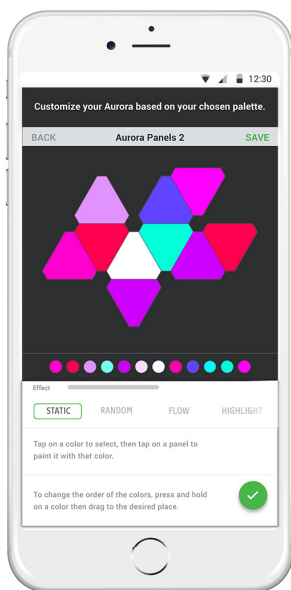 12:30
Customize your Aurora based on your chosen palette.
BACK Aurora Panels 2 SAVE
Effect
STATIC RANDOM FLOW HIGHLIGHT
Tap on a color to select, then tap on a panel to
paint it with that color.
To change the order of the colors, press and hold
on a color then drag to the desired place.